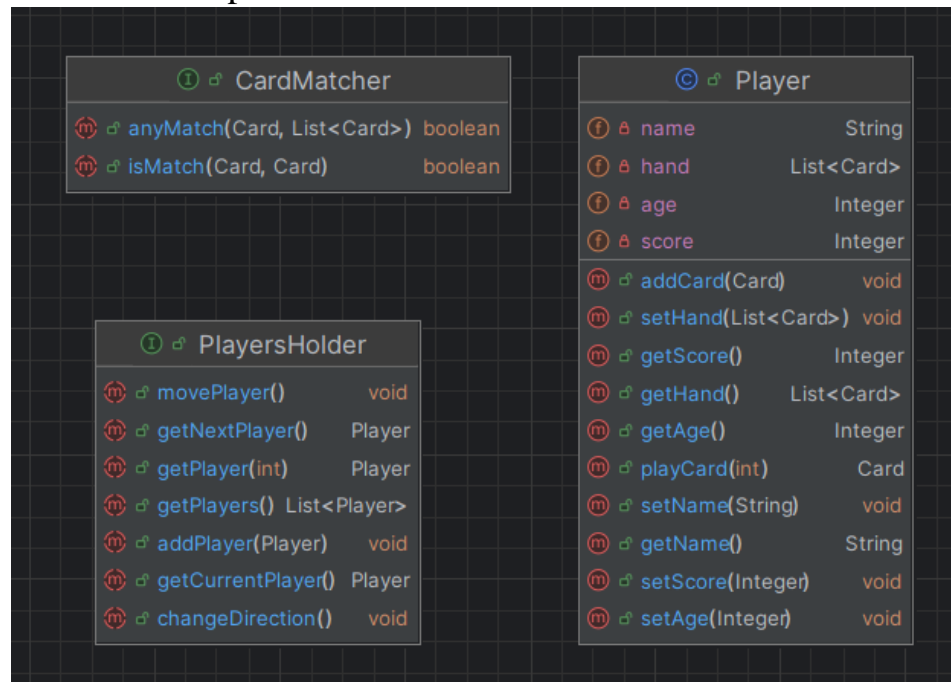 CardMatcher
anyMatch(Card, List<Card>) boolean
isMatch(Card, Card) boolean
PlayersHolder
movePlayer() void
getNextPlayer() Player
getPlayer(int) Player
getPlayers() List<Player>
addPlayer(Player) void
getCurrentPlayer() Player
changeDirection() void
Player
name String
hand List<Card>
age Integer
score Integer
addCard(Card) void
setHand(List<Card>) void
getScore() Integer
getHand() List<Card>
getAge() Integer
playCard(int) Card
setName(String) void
getName() String
setScore(Integer) void
setAge(Integer) void